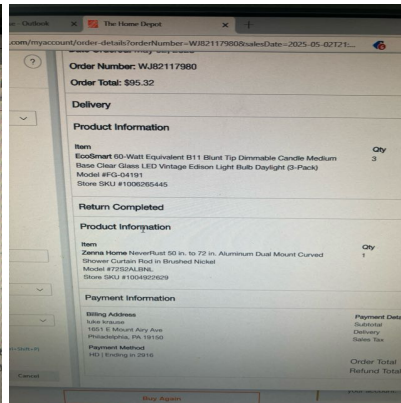 e - Outlook
The Home Depot
.com/myaccount/order-details?orderNumber=WJ82117980&salesDate=2025-05-02T21:...
?
Order Number: WJ82117980
Order Total: $95.32
Delivery
Product Information
Item Qty
EcoSmart 60-Watt Equivalent B11 Blunt Tip Dimmable Candle Medium 3
Base Clear Glass LED Vintage Edison Light Bulb Daylight (3-Pack)
Model #FG-04191
Store SKU #1006265445
Return Completed
Product Information
Item Qty
Zenna Home NeverRust 50 in. to 72 in. Aluminum Dual Mount Curved 1
Shower Curtain Rod in Brushed Nickel
Model #72S2ALBNL
Store SKU #1004922629
Payment Information
Billing Address Payment Deta
luke krause Subtotal
1651 E Mount Airy Ave Delivery
Philadelphia, PA 19150 Sales Tax
Payment Method
HD | Ending in 2916
Order Total
Refund Total
Cancel
Buy Again